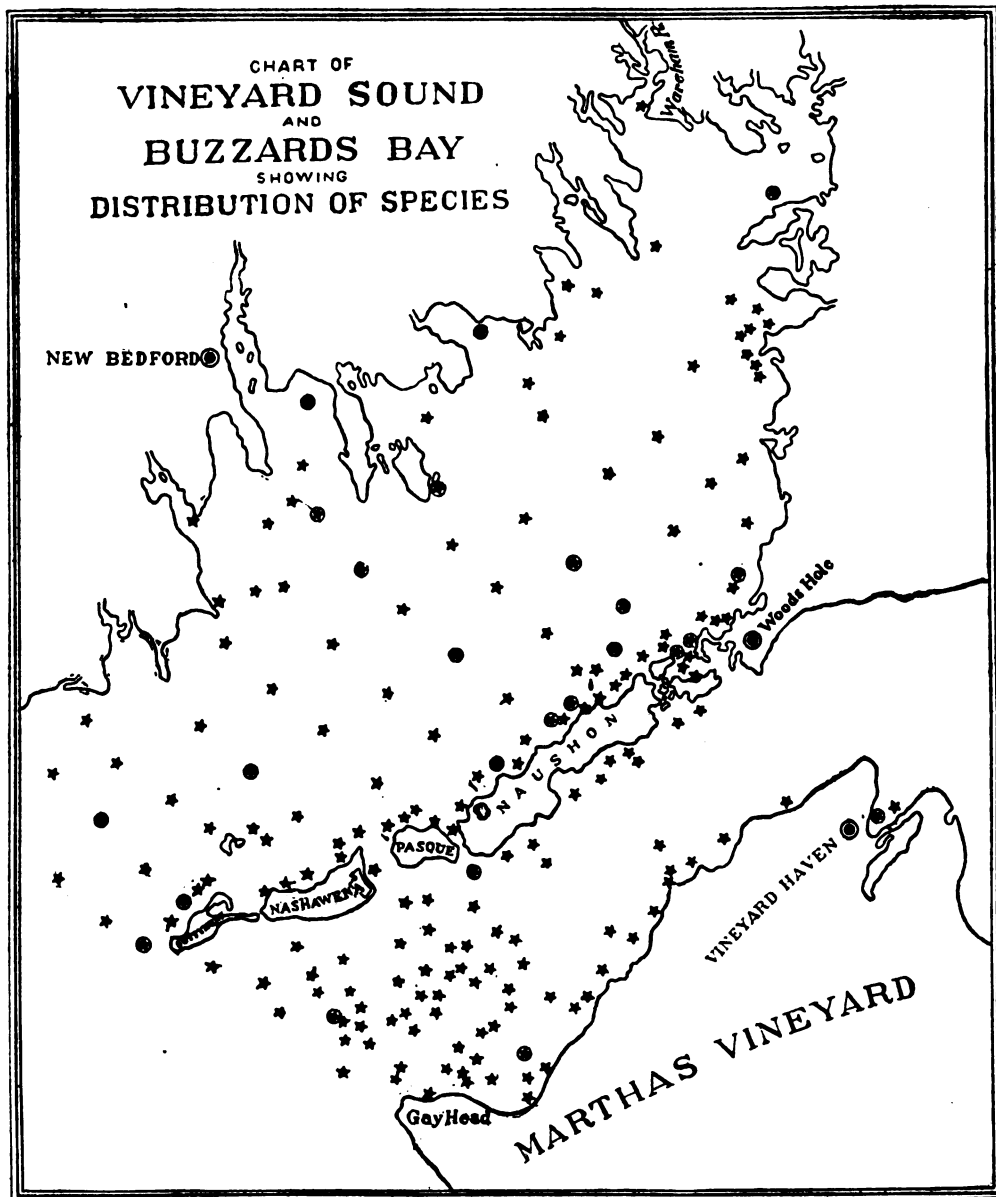 CHART OF
VINEYARD SOUND
AND
BUZZARDS BAY
SHOWING
DISTRIBUTION OF SPECIES
Wareham R.
NEW BEDFORD
Woods Hole
NAUSHON
PASQUE
NASHAWENA
VINEYARD HAVEN
MARTHAS VINEYARD
Gay Head